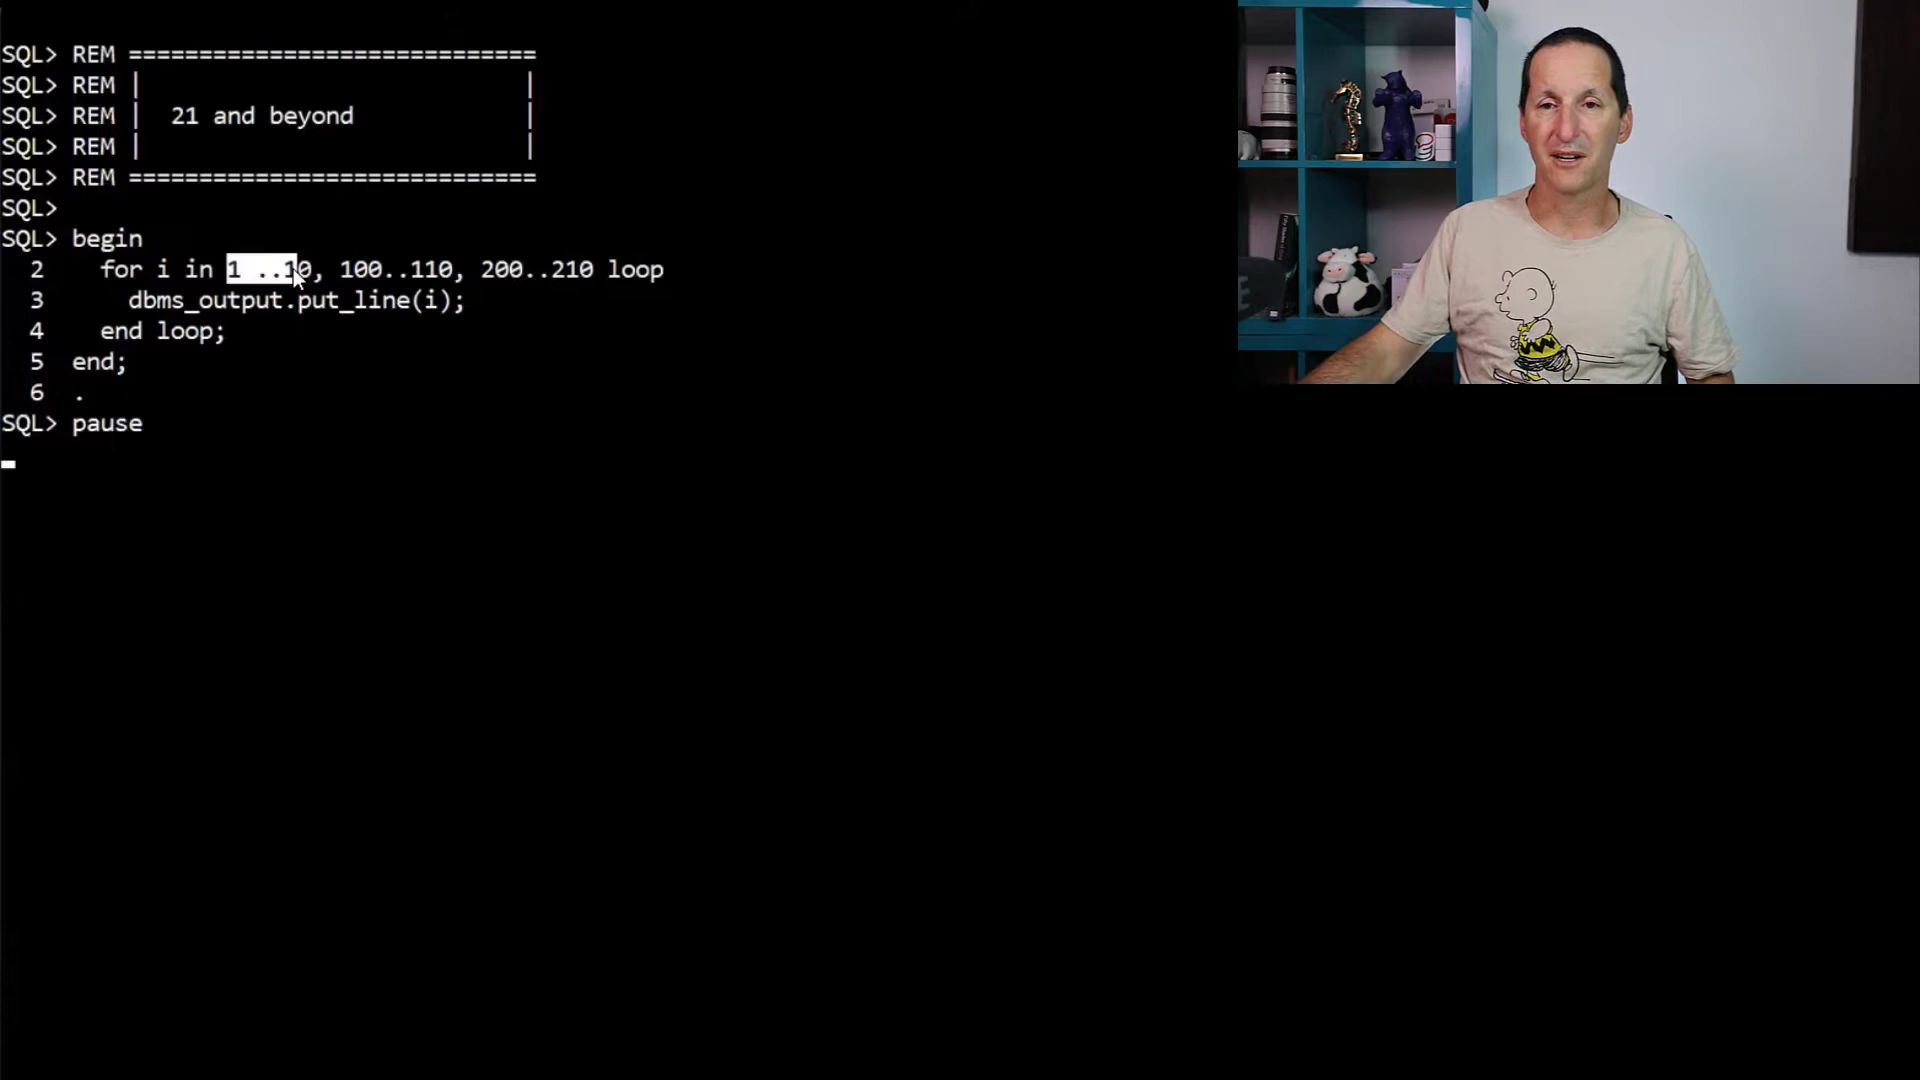 SQL> REM =============================
SQL> REM |                            |
SQL> REM |  21 and beyond             |
SQL> REM |                            |
SQL> REM =============================
SQL>
SQL> begin
  2    for i in 1 ..10, 100..110, 200..210 loop
  3      dbms_output.put_line(i);
  4    end loop;
  5  end;
  6  .
SQL> pause